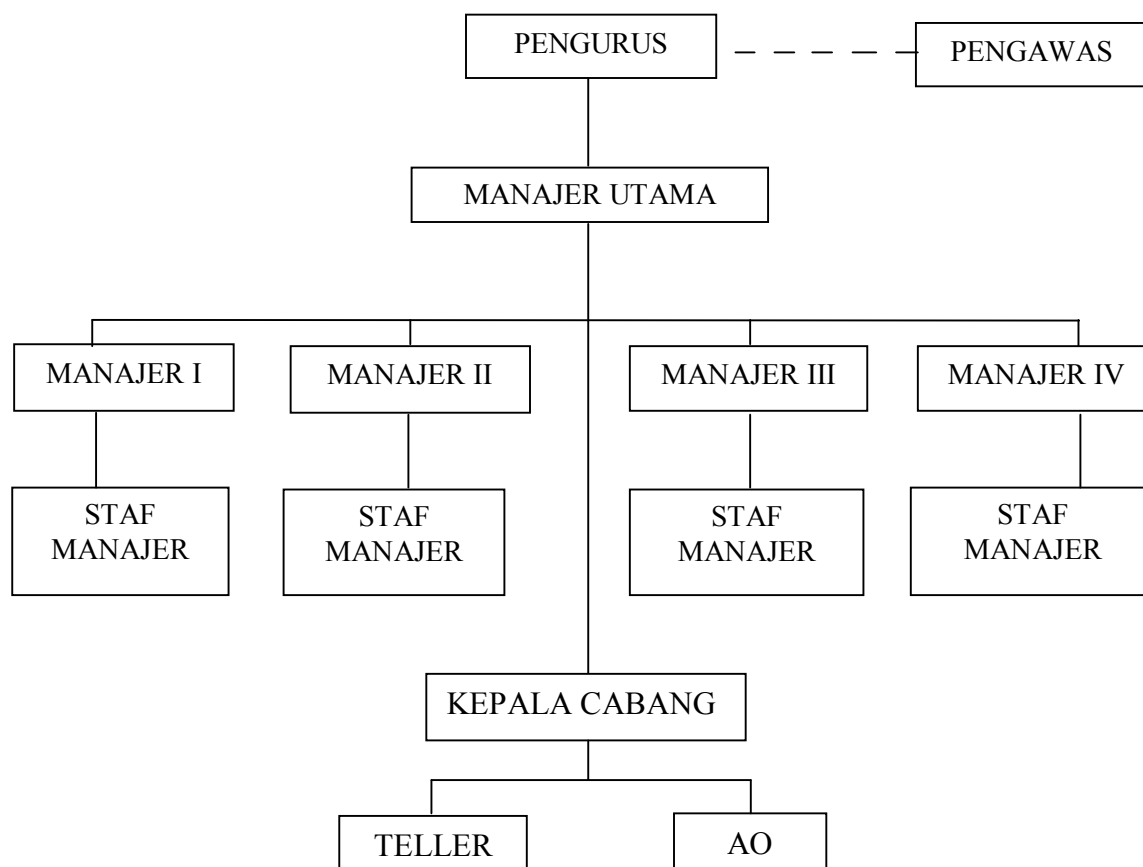 PENGURUS
PENGAWAS
MANAJER UTAMA
MANAJER I
MANAJER II
MANAJER III
MANAJER IV
STAF
MANAJER
STAF
MANAJER
STAF
MANAJER
STAF
MANAJER
KEPALA CABANG
TELLER
AO